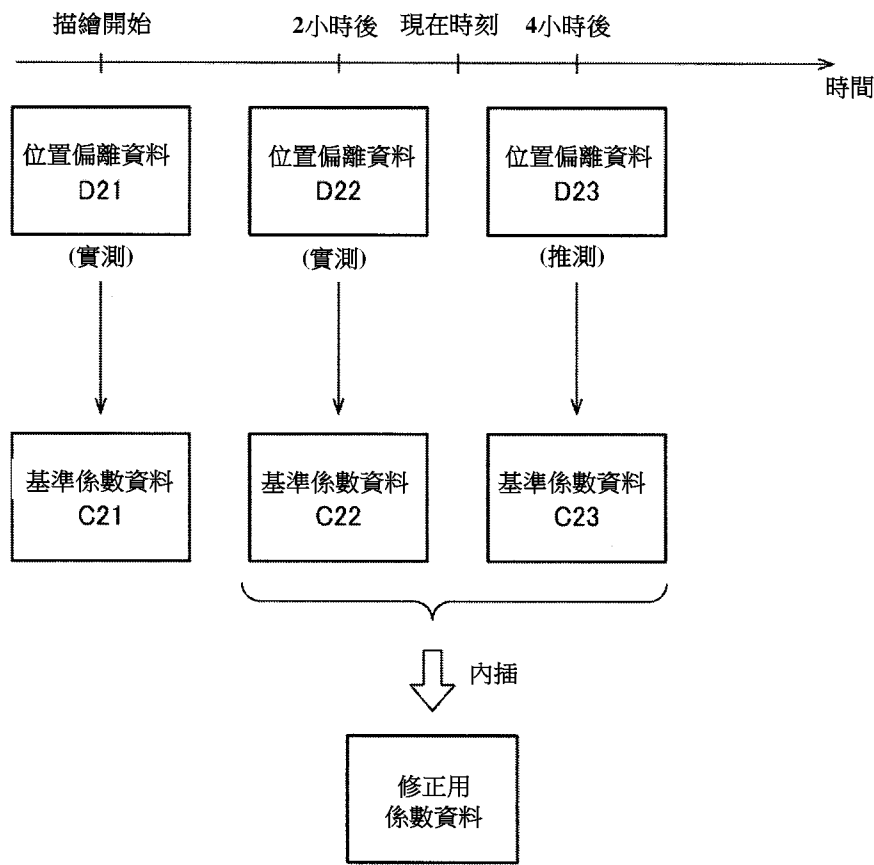 描繪開始
2小時後
現在時刻
4小時後
時間
位置偏離資料
D21
位置偏離資料
D22
位置偏離資料
D23
(實測)
(實測)
(推測)
基準係數資料
C21
基準係數資料
C22
基準係數資料
C23
內插
修正用
係數資料